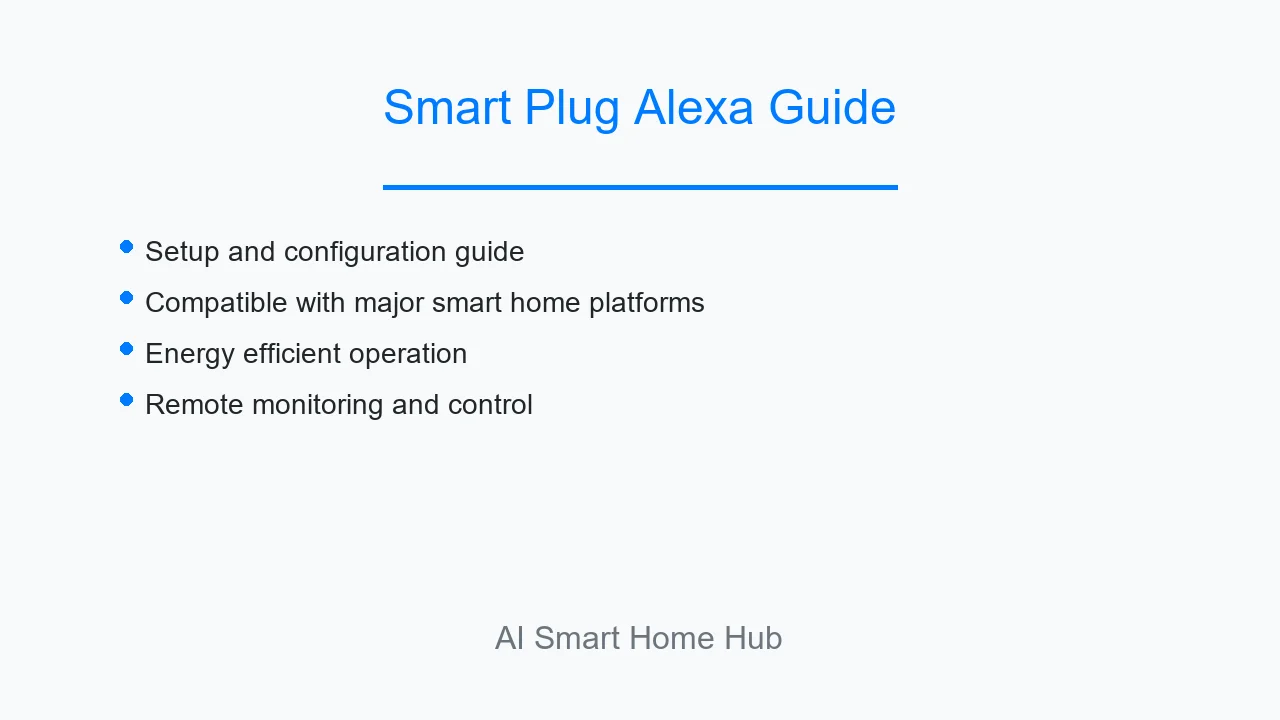 Smart Plug Alexa Guide
Setup and configuration guide
Compatible with major smart home platforms
Energy efficient operation
Remote monitoring and control
AI Smart Home Hub